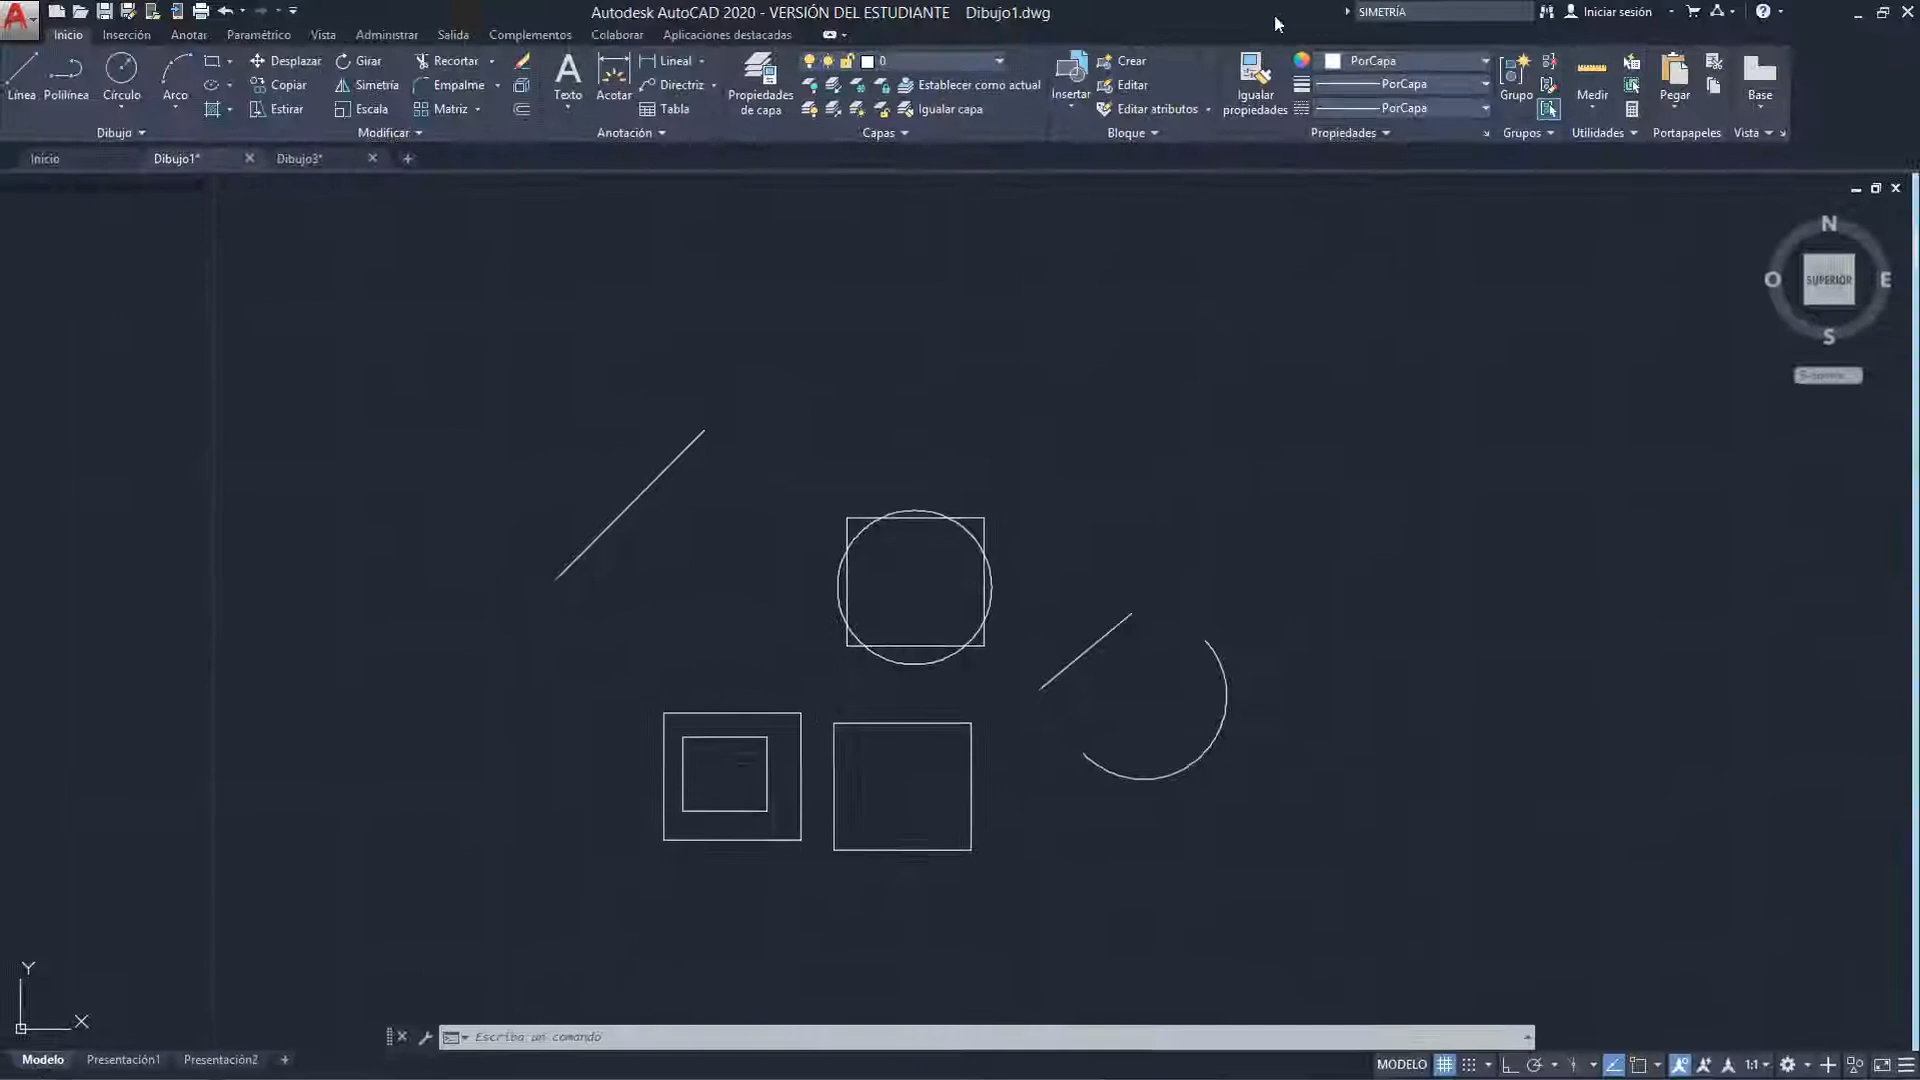 Autodesk AutoCAD 2020 - VERSIÓN DEL ESTUDIANTE Dibujo1.dwg
SIMETRÍA
Iniciar sesión
Inicio Inserción Anotar Paramétrico Vista Administrar Salida Complementos Colaborar Aplicaciones destacadas
Línea Polilínea Círculo Arco
Desplazar Girar Recortar
Copiar Simetría Empalme
Estirar Escala Matriz
Texto Acotar
Lineal
Directriz
Tabla
Propiedades
de capa
0
Establecer como actual
Igualar capa
Insertar
Crear
Editar
Editar atributos
Igualar
propiedades
PorCapa
PorCapa
PorCapa
Grupo
Medir
Pegar
Base
Dibujo Modificar Anotación Capas Bloque Propiedades Grupos Utilidades Portapapeles Vista
Inicio Dibujo1* Dibujo3*
N
O SUPERIOR E
S
Y
X
Escriba un comando
Modelo Presentación1 Presentación2
MODELO 1:1